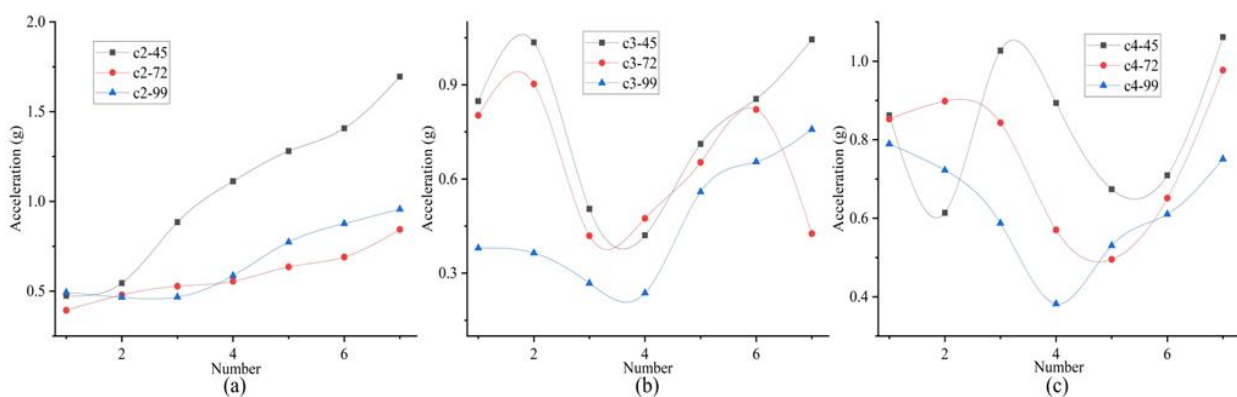 2.0
1.5
1.0
0.5
Acceleration (g)
c2-45
c2-72
c2-99
2
4
6
Number
(a)
0.9
0.6
0.3
Acceleration (g)
c3-45
c3-72
c3-99
2
4
6
Number
(b)
1.0
0.8
0.6
0.4
Acceleration (g)
c4-45
c4-72
c4-99
2
4
6
Number
(c)